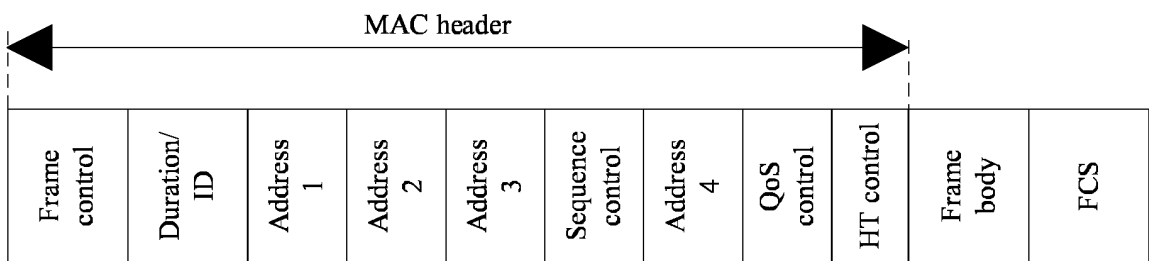 MAC header
Frame
control
Duration/
ID
Address
1
Address
2
Address
3
Sequence
control
Address
4
QoS
control
HT control
Frame
body
FCS